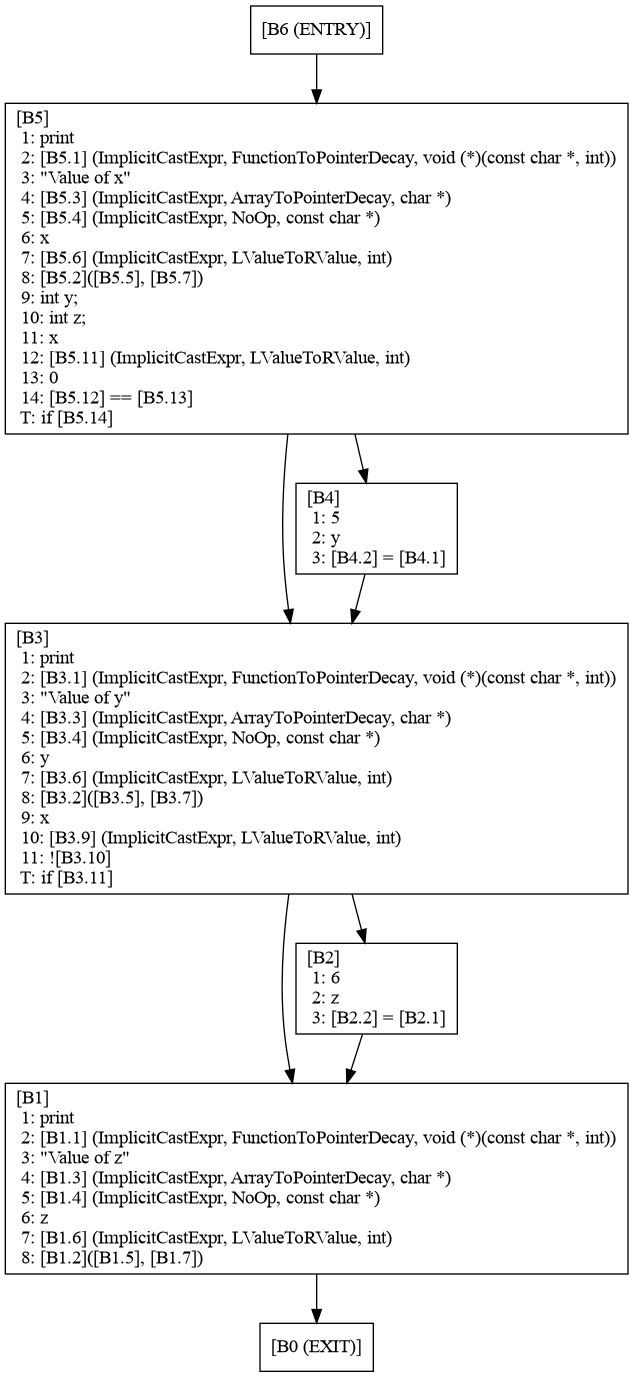 [B6 (ENTRY)]
[B5]
1: print
2: [B5.1] (ImplicitCastExpr, FunctionToPointerDecay, void (*)(const char *, int))
3: "Value of x"
4: [B5.3] (ImplicitCastExpr, ArrayToPointerDecay, char *)
5: [B5.4] (ImplicitCastExpr, NoOp, const char *)
6: x
7: [B5.6] (ImplicitCastExpr, LValueToRValue, int)
8: [B5.2]([B5.5], [B5.7])
9: int y;
10: int z;
11: x
12: [B5.11] (ImplicitCastExpr, LValueToRValue, int)
13: 0
14: [B5.12] == [B5.13]
T: if [B5.14]
[B4]
1: 5
2: y
3: [B4.2] = [B4.1]
[B3]
1: print
2: [B3.1] (ImplicitCastExpr, FunctionToPointerDecay, void (*)(const char *, int))
3: "Value of y"
4: [B3.3] (ImplicitCastExpr, ArrayToPointerDecay, char *)
5: [B3.4] (ImplicitCastExpr, NoOp, const char *)
6: y
7: [B3.6] (ImplicitCastExpr, LValueToRValue, int)
8: [B3.2]([B3.5], [B3.7])
9: x
10: [B3.9] (ImplicitCastExpr, LValueToRValue, int)
11: ![B3.10]
T: if [B3.11]
[B2]
1: 6
2: z
3: [B2.2] = [B2.1]
[B1]
1: print
2: [B1.1] (ImplicitCastExpr, FunctionToPointerDecay, void (*)(const char *, int))
3: "Value of z"
4: [B1.3] (ImplicitCastExpr, ArrayToPointerDecay, char *)
5: [B1.4] (ImplicitCastExpr, NoOp, const char *)
6: z
7: [B1.6] (ImplicitCastExpr, LValueToRValue, int)
8: [B1.2]([B1.5], [B1.7])
[B0 (EXIT)]